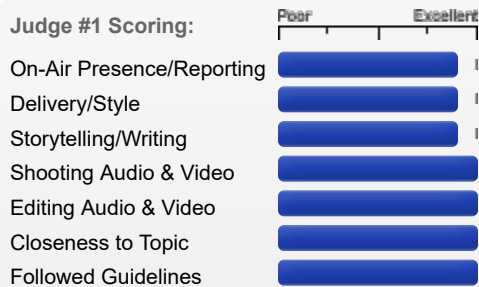 Judge #1 Scoring:
Poor Excellent
On-Air Presence/Reporting
Delivery/Style
Storytelling/Writing
Shooting Audio & Video
Editing Audio & Video
Closeness to Topic
Followed Guidelines